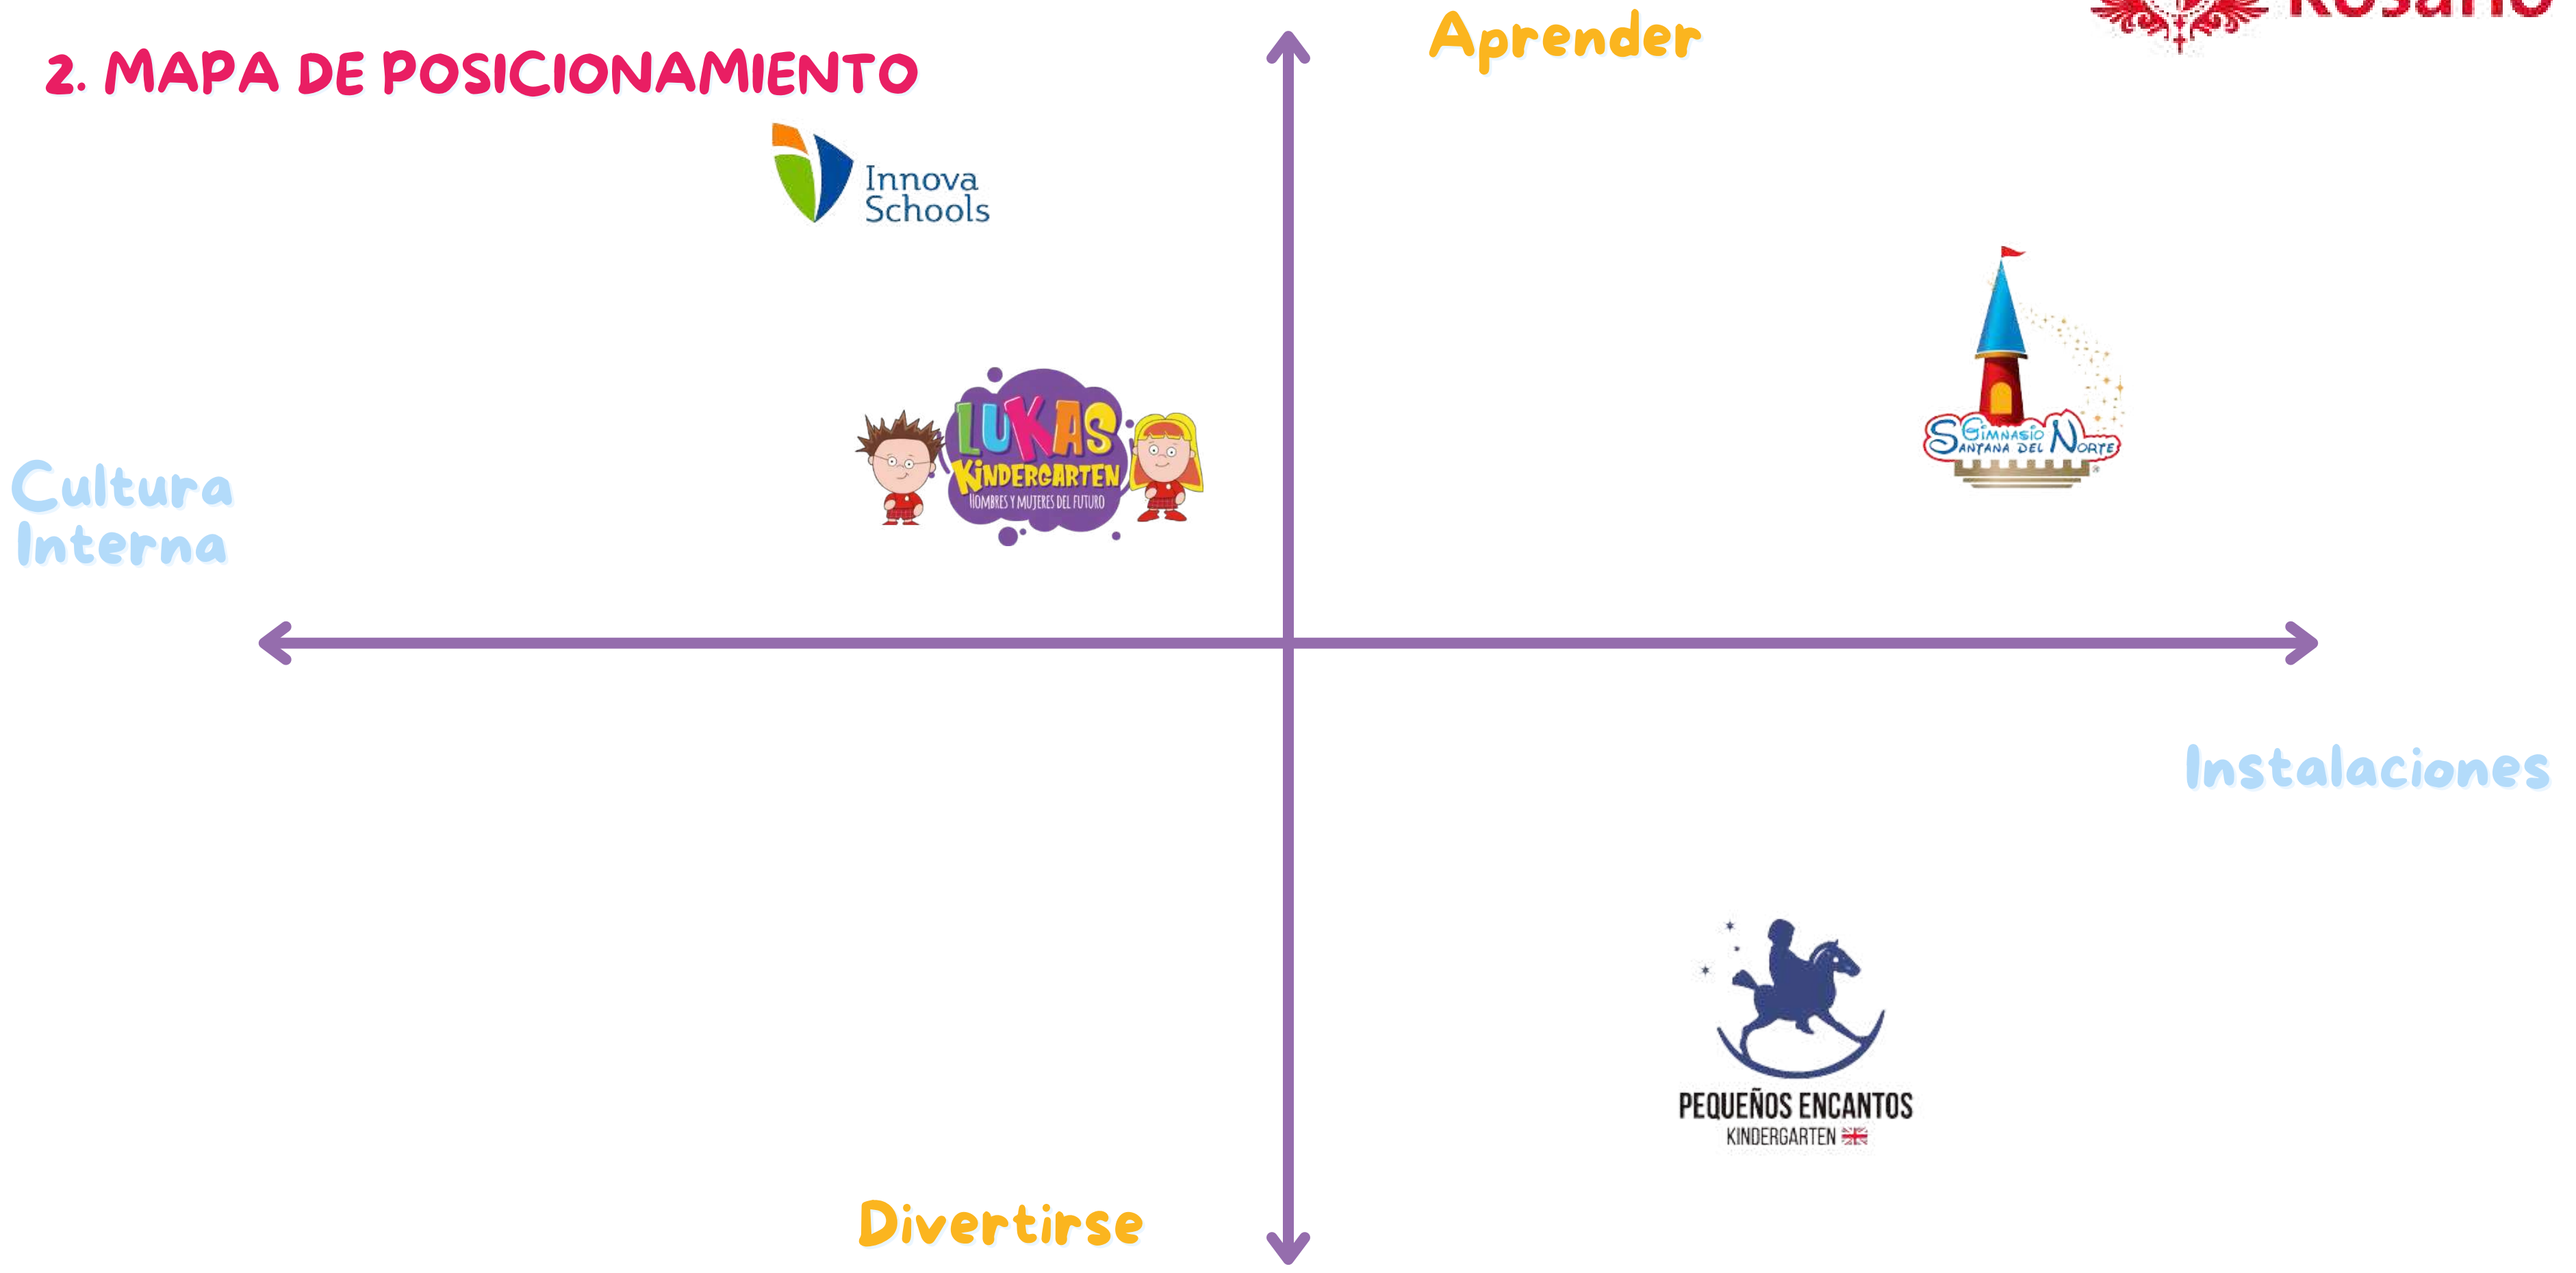 Rosario
Aprender
2. MAPA DE POSICIONAMIENTO
Innova
Schools
LUKAS
KINDERGARTEN
HOMBRES Y MUJERES DEL FUTURO
GIMNASIO
SANTANA DEL NORTE
Cultura
Interna
Instalaciones
PEQUEÑOS ENCANTOS
KINDERGARTEN
Divertirse